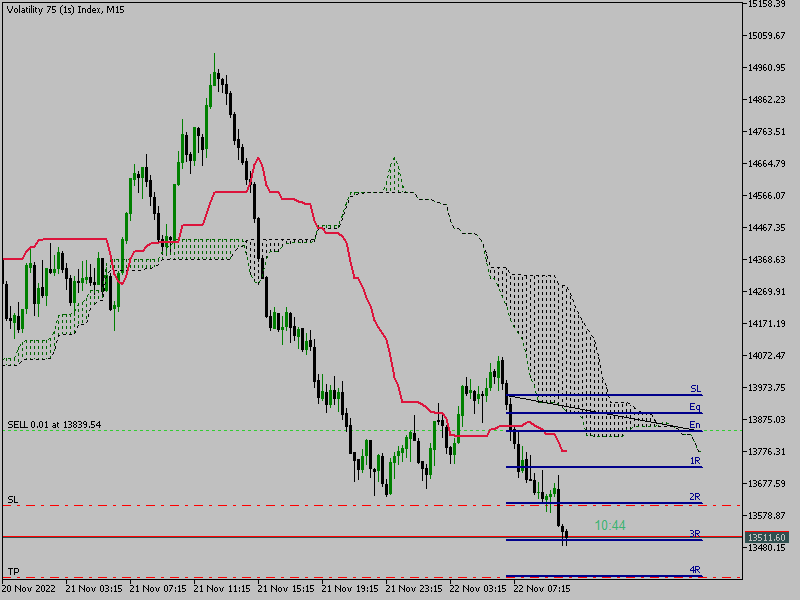 Volatility 75 (1s) Index, M15
15158.39
15059.67
14960.95
14862.23
14763.51
14664.79
14566.07
14467.35
14368.63
14269.91
14171.19
14072.47
13973.75
SL
Eq
13875.03
SELL 0.01 at 13839.54
En
13776.31
1R
13677.59
SL
2R
13578.87
10:44
3R
13511.60
13480.15
TP
4R
20 Nov 2022 21 Nov 03:15 21 Nov 07:15 21 Nov 11:15 21 Nov 15:15 21 Nov 19:15 21 Nov 23:15 22 Nov 03:15 22 Nov 07:15